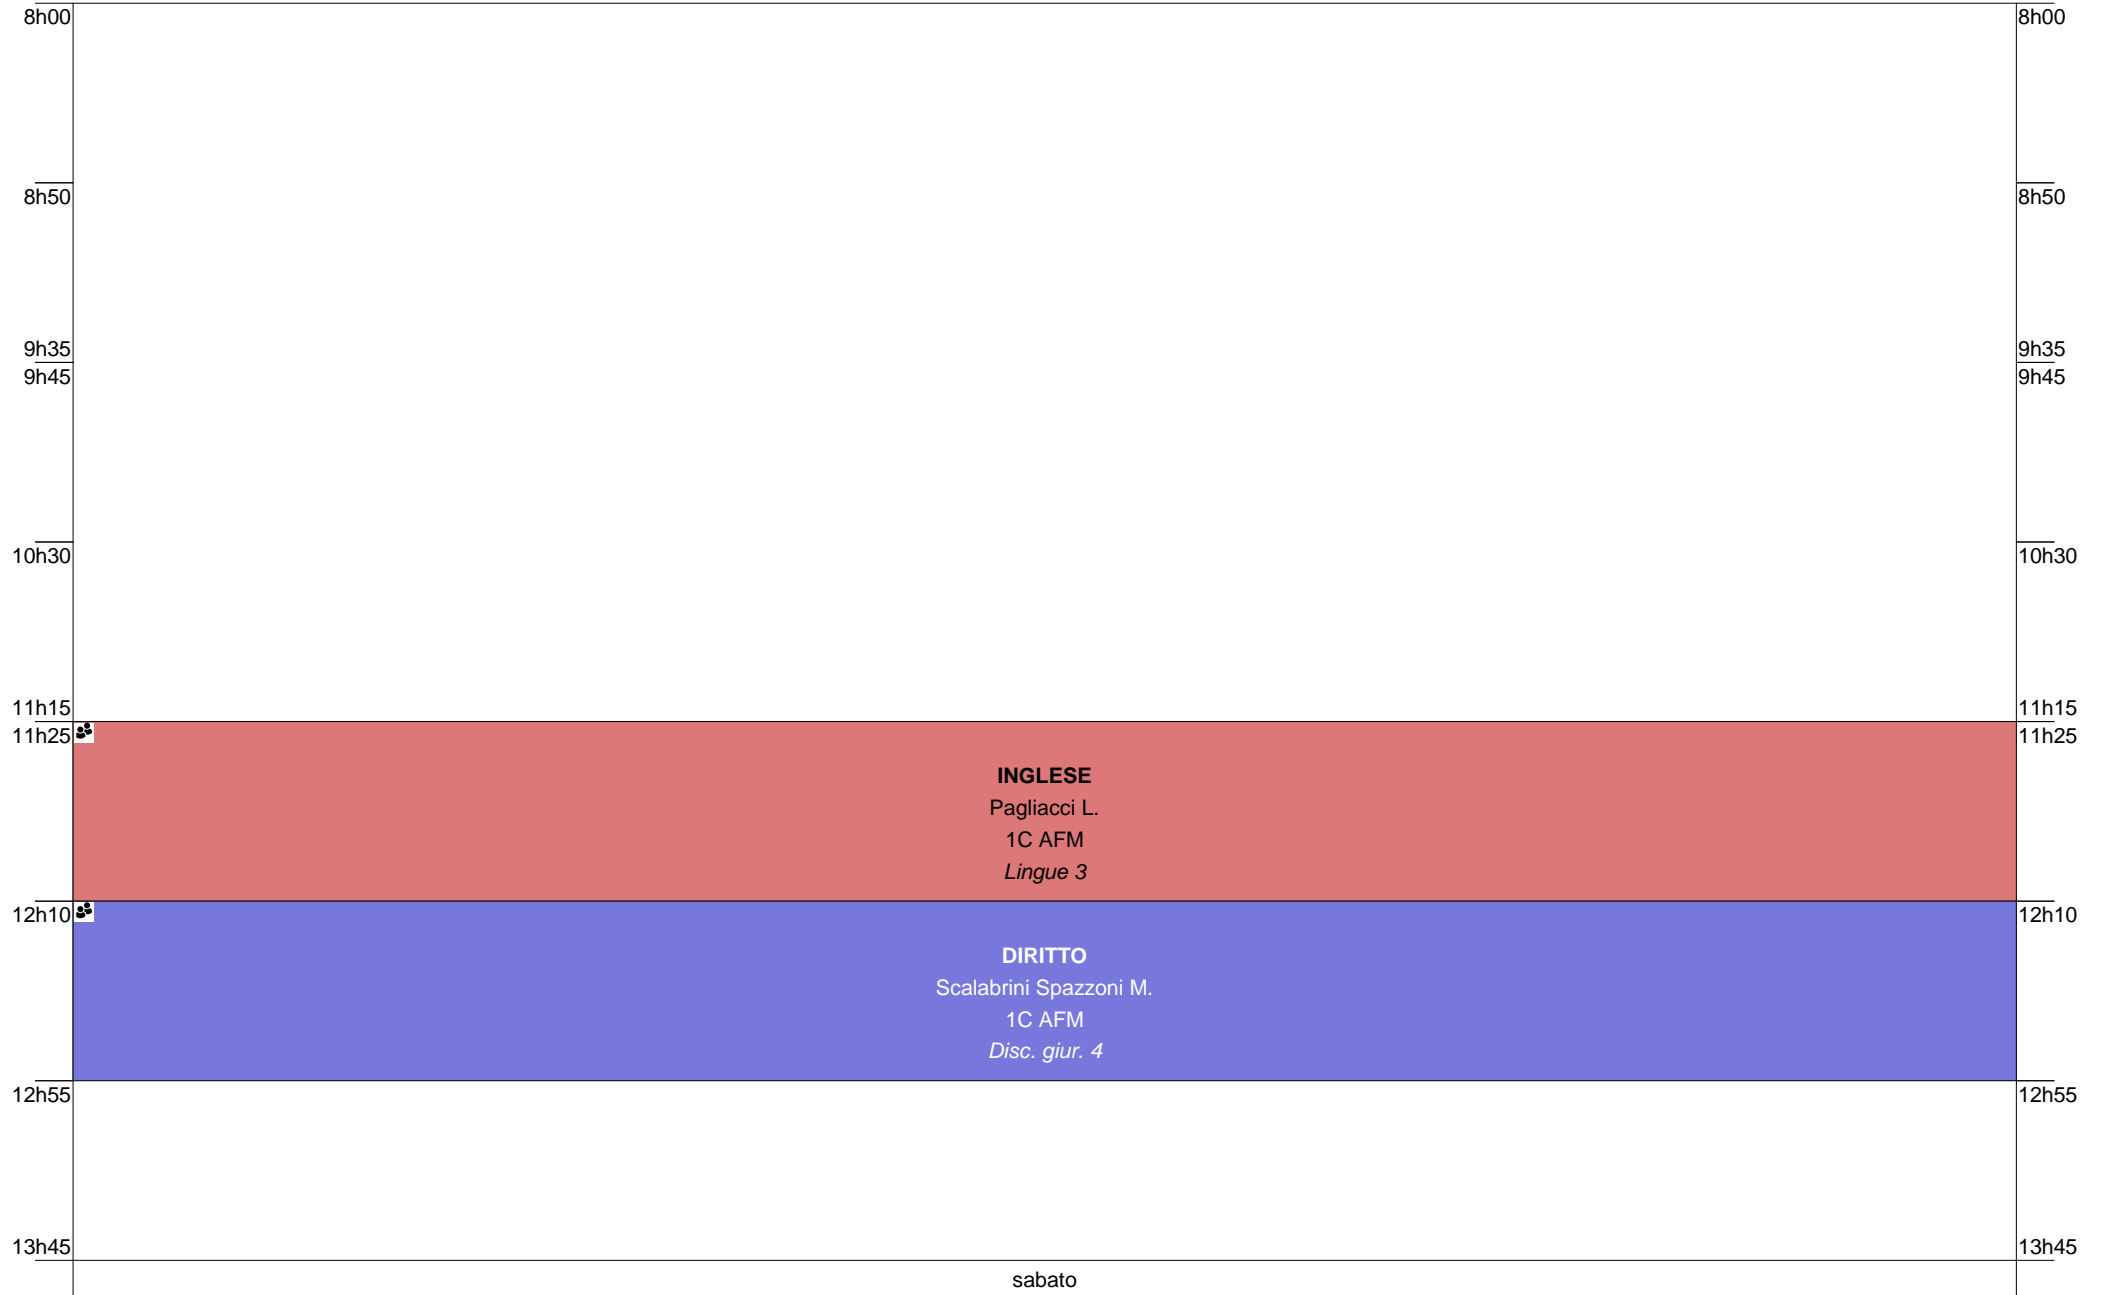 8h00 8h00
8h50 8h50
9h35 9h35
9h45 9h45
10h30 10h30
11h15 11h15
11h25 11h25
INGLESE
Pagliacci L.
1C AFM
Lingue 3
12h10 12h10
DIRITTO
Scalabrini Spazzoni M.
1C AFM
Disc. giur. 4
12h55 12h55
13h45 13h45
sabato